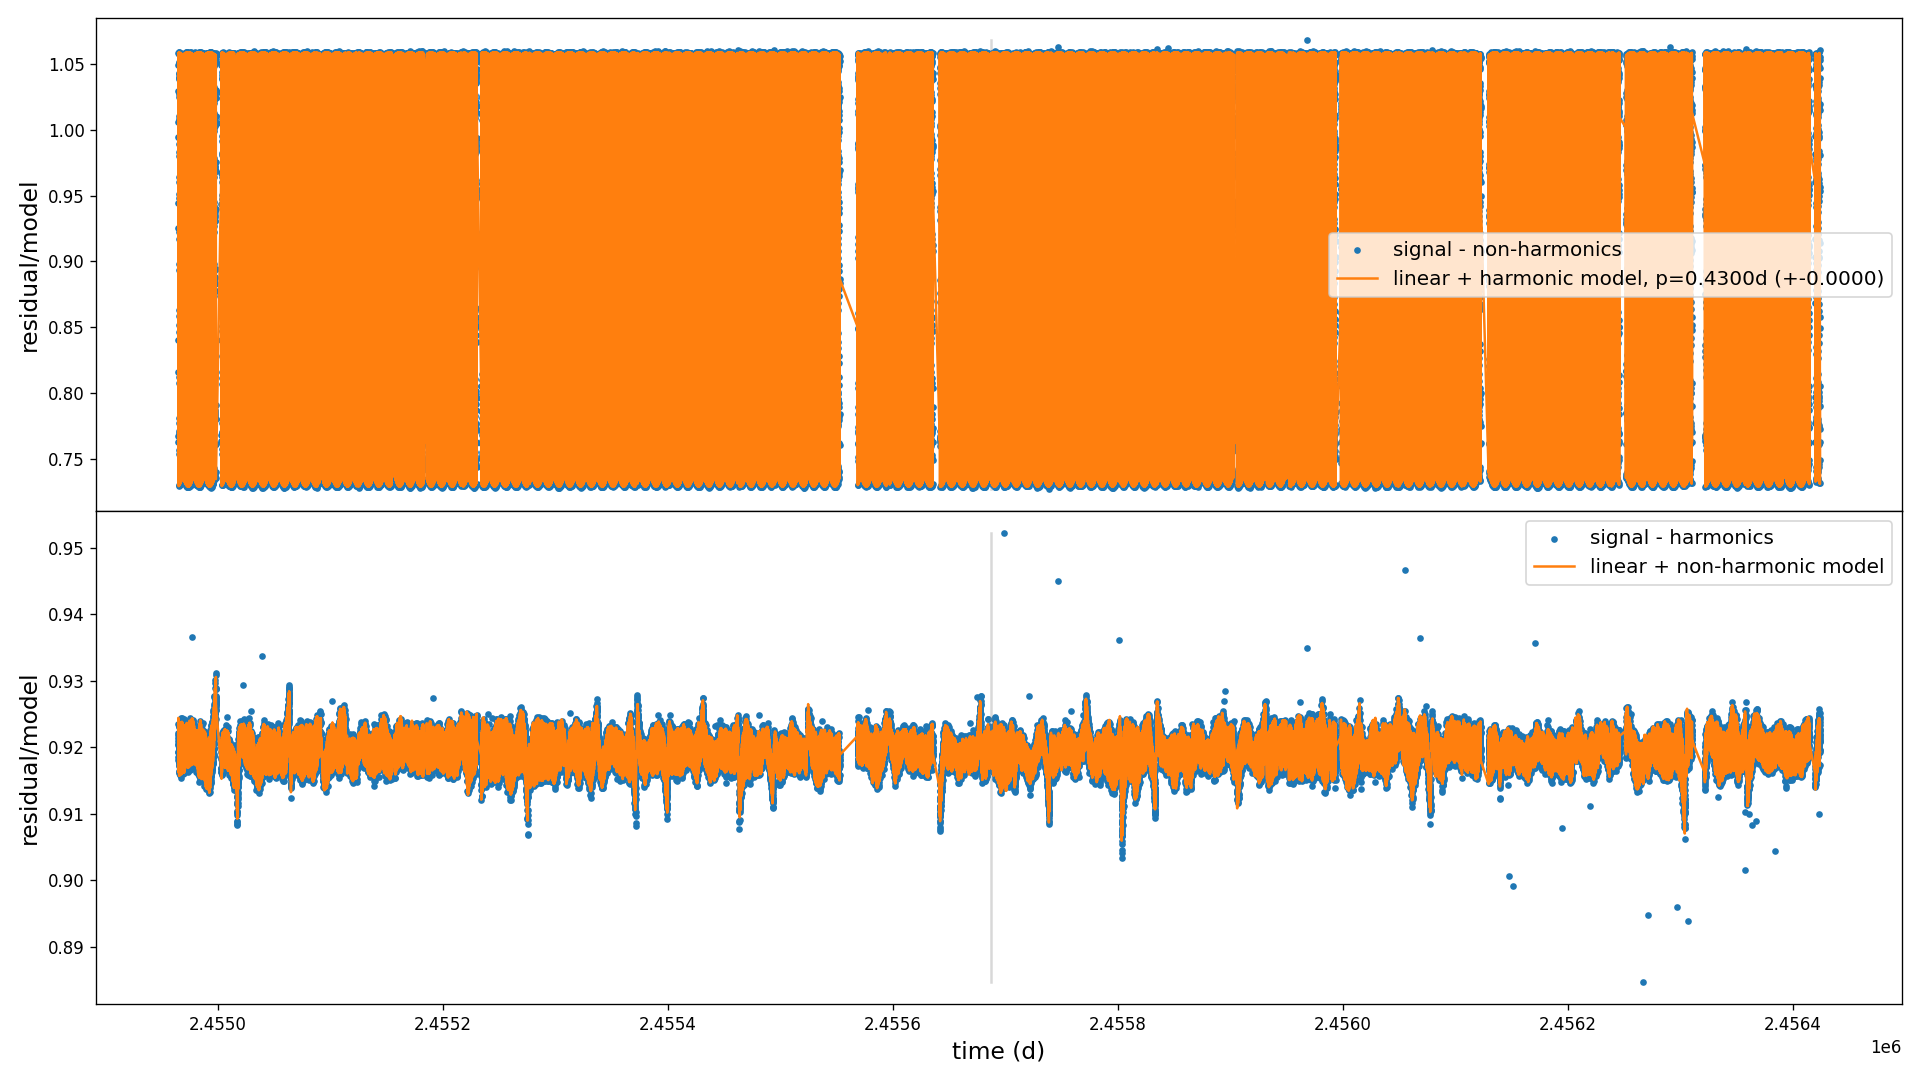 1.05
1.00
0.95
0.90
0.85
0.80
0.75
residual/model
signal - non-harmonics
linear + harmonic model, p=0.4300d (+-0.0000)
0.95
0.94
0.93
0.92
0.91
0.90
0.89
residual/model
signal - harmonics
linear + non-harmonic model
2.4550 2.4552 2.4554 2.4556 2.4558 2.4560 2.4562 2.4564
1e6
time (d)